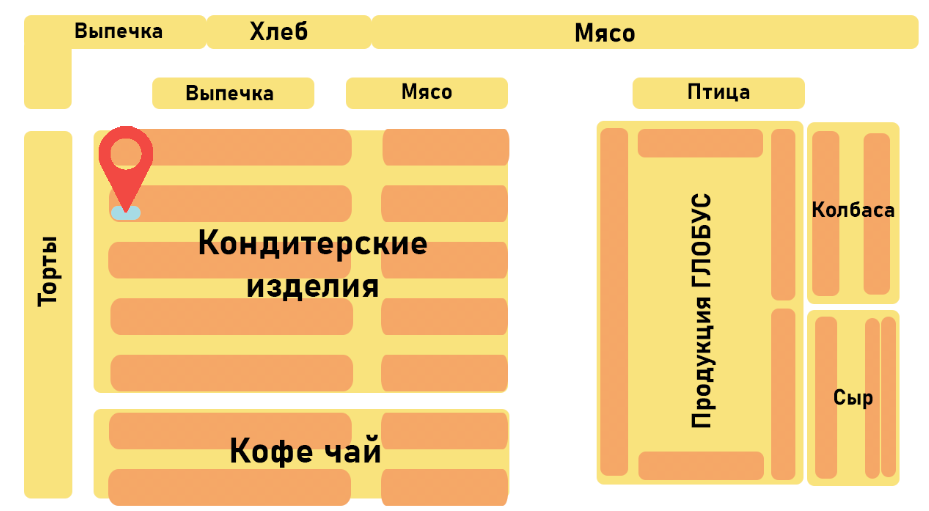 Выпечка
Хлеб
Мясо
Выпечка
Мясо
Птица
Торты
Кондитерские
изделия
Продукция ГЛОБУС
Колбаса
Сыр
Кофе чай